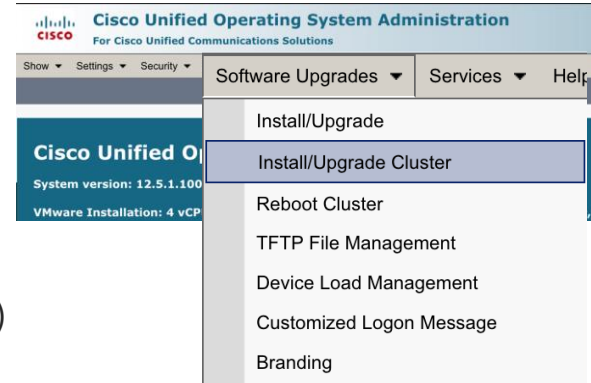 cisco
Cisco Unified Operating System Administration
For Cisco Unified Communications Solutions
Show Settings Security Software Upgrades Services Help
Install/Upgrade
Install/Upgrade Cluster
Reboot Cluster
TFTP File Management
Device Load Management
Customized Logon Message
Branding
Cisco Unified O
System version: 12.5.1.100
VMware Installation: 4 vCP
)